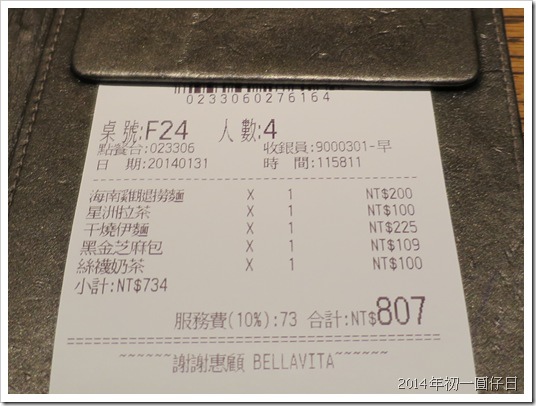 0233060276164
桌號:F24 人數:4
點餐台:023306 收銀員:9000301-早
日 期:20140131 時 間:115811
海南雞腿撈麵 X 1 NT$200
星洲拉茶 X 1 NT$100
干燒伊麵 X 1 NT$225
黑金芝麻包 X 1 NT$109
絲襪奶茶 X 1 NT$100
小計:NT$734
服務費(10%):73 合計:NT$807
~~~~~~謝謝惠顧 BELLAVITA~~~~~~
2014年初一圓仔日